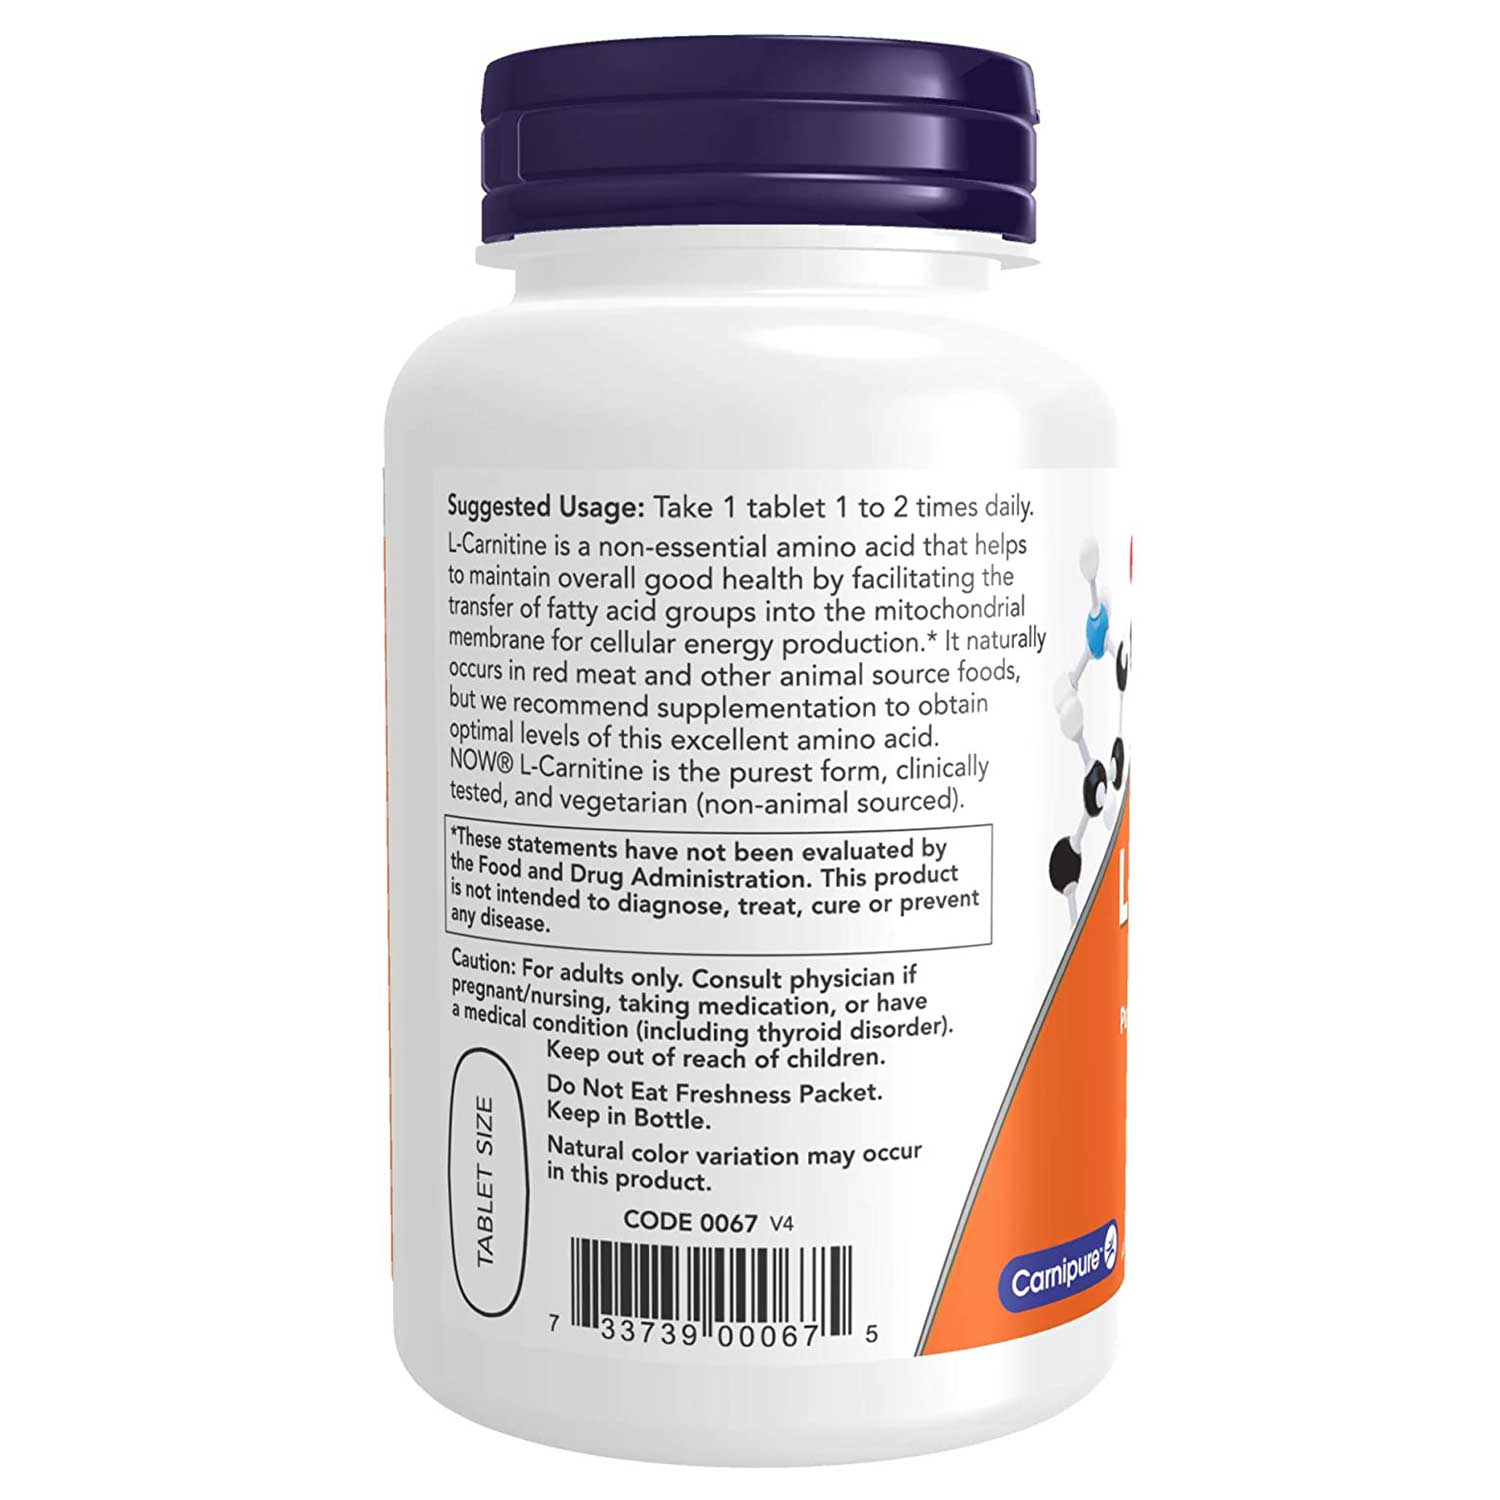 Suggested Usage: Take 1 tablet 1 to 2 times daily.
L-Carnitine is a non-essential amino acid that helps
to maintain overall good health by facilitating the
transfer of fatty acid groups into the mitochondrial
membrane for cellular energy production.* It naturally
occurs in red meat and other animal source foods,
but we recommend supplementation to obtain
optimal levels of this excellent amino acid.
NOW® L-Carnitine is the purest form, clinically
tested, and vegetarian (non-animal sourced).
*These statements have not been evaluated by
the Food and Drug Administration. This product
is not intended to diagnose, treat, cure or prevent
any disease.
Caution: For adults only. Consult physician if
pregnant/nursing, taking medication, or have
a medical condition (including thyroid disorder).
Keep out of reach of children.
Do Not Eat Freshness Packet.
Keep in Bottle.
Natural color variation may occur
in this product.
TABLET SIZE
CODE 0067 V4
7 33739 00067 5
Carnipure™